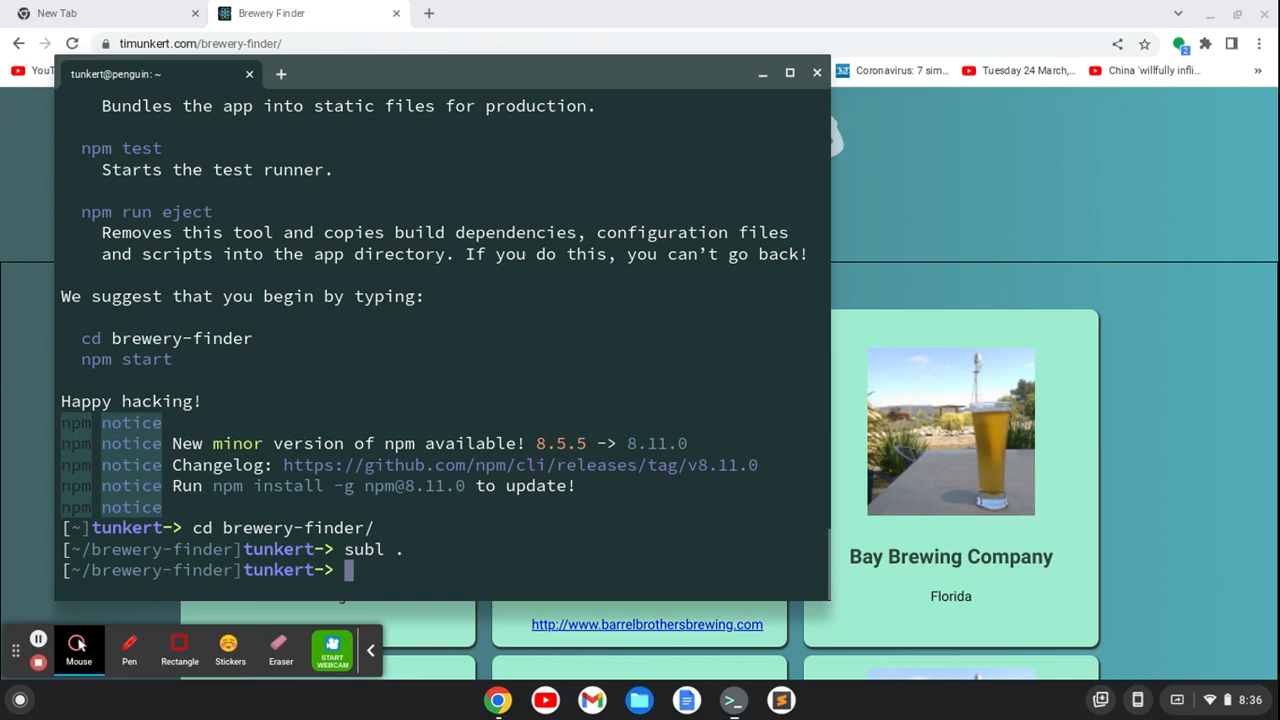 New Tab
Brewery Finder
timunkert.com/brewery-finder/
YouT
Coronavirus: 7 sim...
Tuesday 24 March,...
China 'willfully infli...
»
tunkert@penguin: ~
Bundles the app into static files for production.
npm test
Starts the test runner.
npm run eject
Removes this tool and copies build dependencies, configuration files
and scripts into the app directory. If you do this, you can’t go back!
We suggest that you begin by typing:
cd brewery-finder
npm start
Happy hacking!
npm notice
npm notice New minor version of npm available! 8.5.5 -> 8.11.0
npm notice Changelog: https://github.com/npm/cli/releases/tag/v8.11.0
npm notice Run npm install -g npm@8.11.0 to update!
npm notice
[~]tunkert-> cd brewery-finder/
[~/brewery-finder]tunkert-> subl .
[~/brewery-finder]tunkert->
Bay Brewing Company
Florida
http://www.barrelbrothersbrewing.com
Mouse
Pen
Rectangle
Stickers
Eraser
START
WEBCAM
8:36